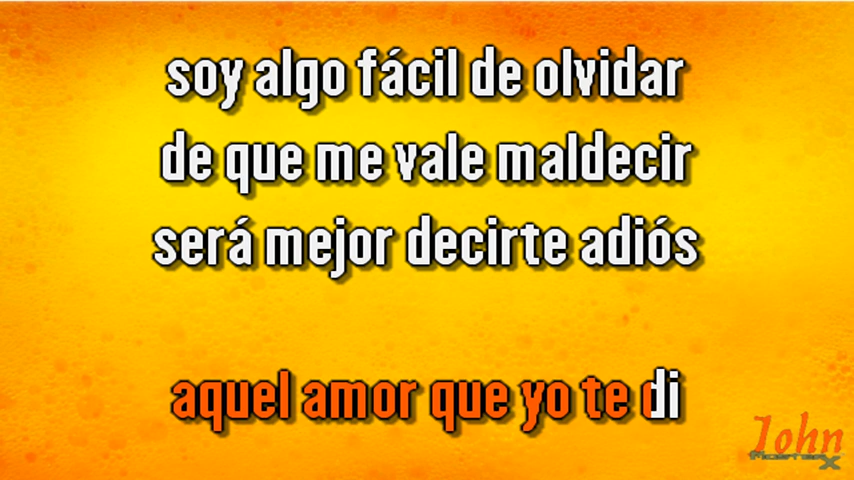 soy algo fácil de olvidar
de que me vale maldecir
será mejor decirte adiós
aquel amor que yo te di
John